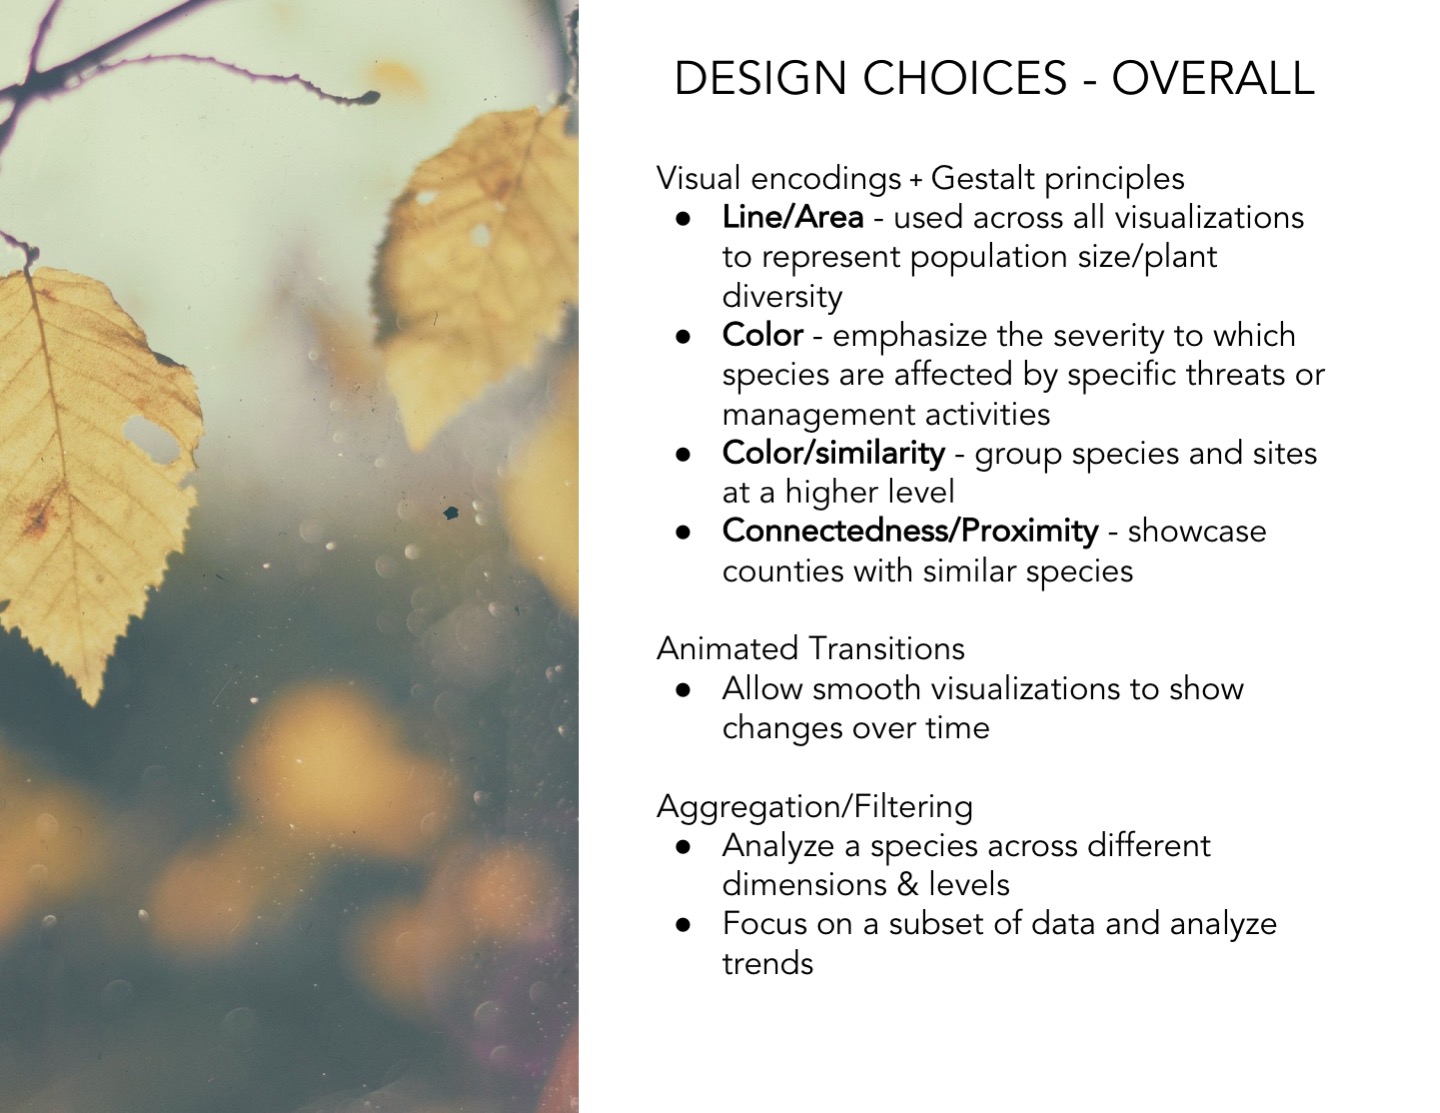 DESIGN CHOICES - OVERALL
Visual encodings + Gestalt principles
● Line/Area - used across all visualizations
to represent population size/plant
diversity
● Color - emphasize the severity to which
species are affected by specific threats or
management activities
● Color/similarity - group species and sites
at a higher level
● Connectedness/Proximity - showcase
counties with similar species
Animated Transitions
● Allow smooth visualizations to show
changes over time
Aggregation/Filtering
● Analyze a species across different
dimensions & levels
● Focus on a subset of data and analyze
trends